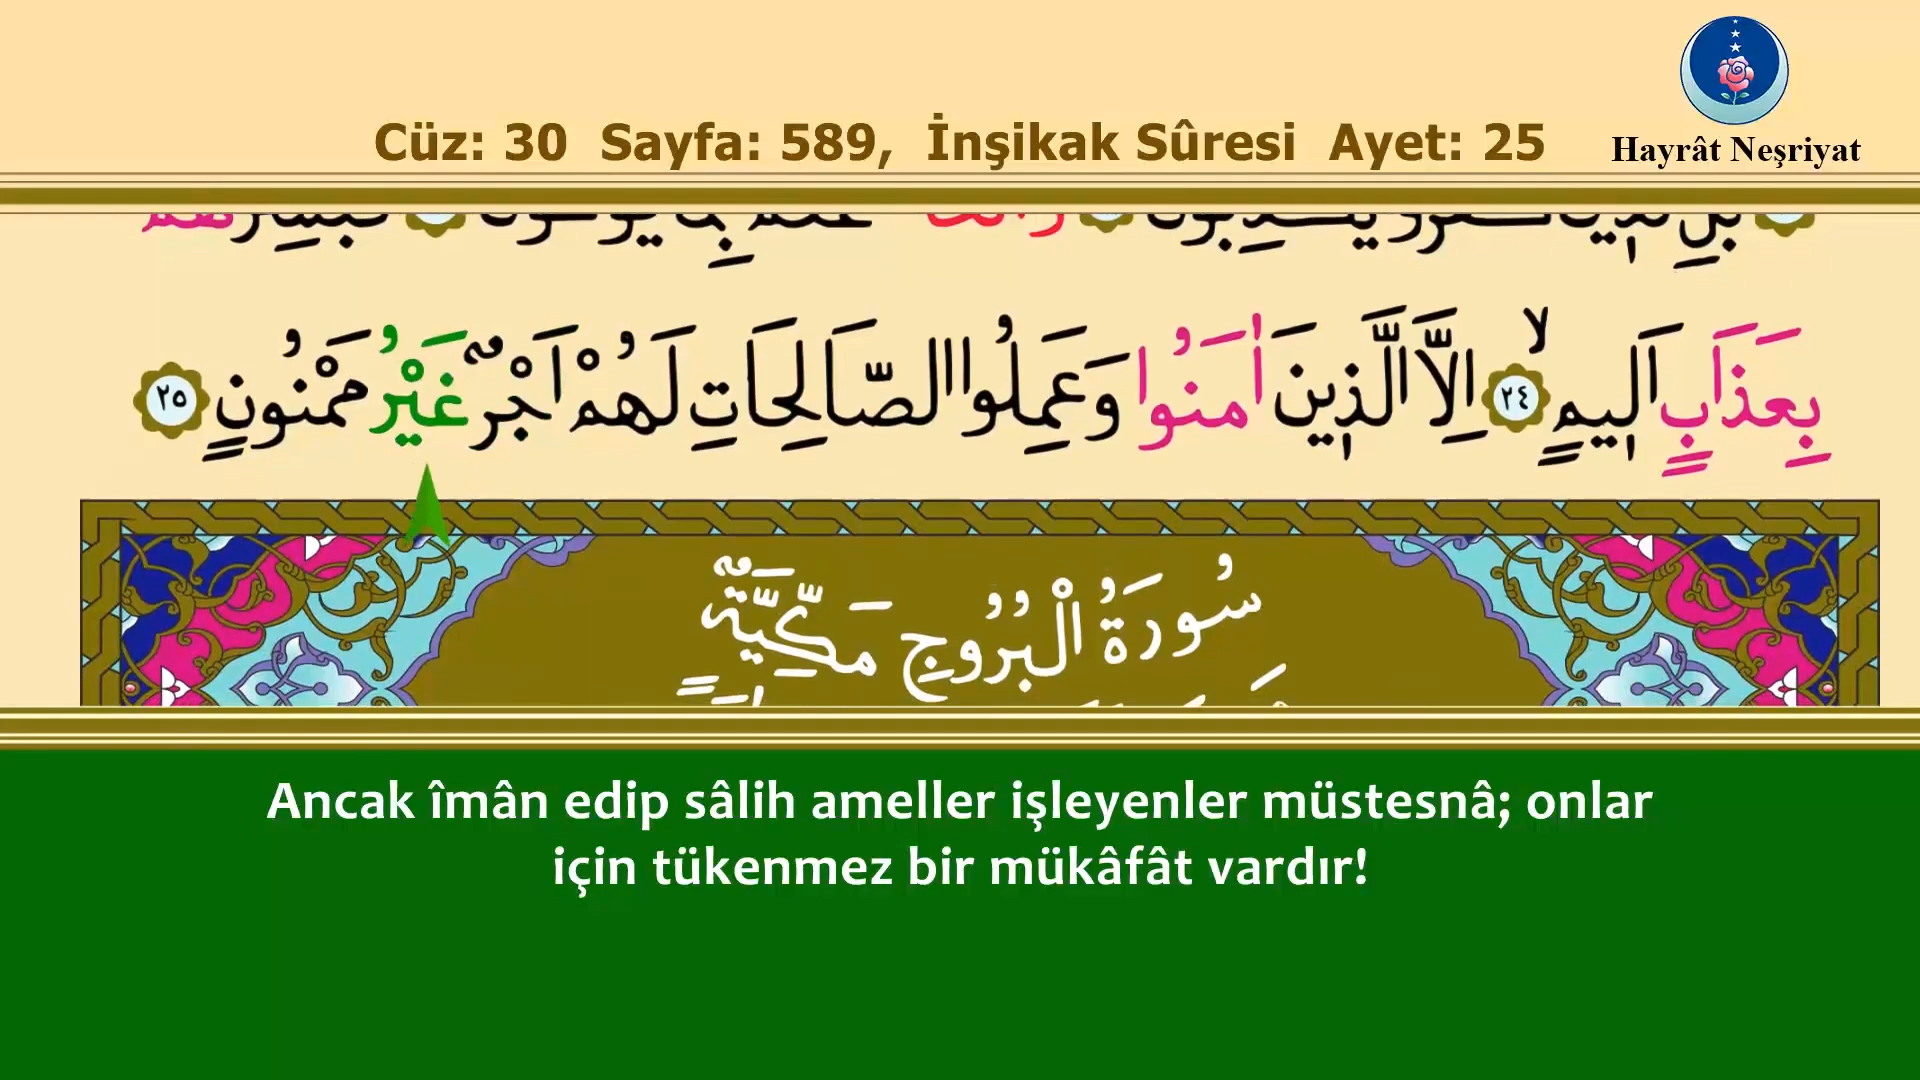 Cüz: 30 Sayfa: 589, İnşikak Sûresi Ayet: 25
Hayrât Neşriyat
بِعَذَابٍ اَلٖيمٍ ﴿٢٤﴾ اِلَّا الَّذٖينَ اٰمَنُوا وَعَمِلُوا الصَّالِحَاتِ لَهُمْ اَجْرٌ غَيْرُ مَمْنُونٍ ﴿٢٥﴾
سُورَةُ الْبُرُوجِ مَكِّيَّةٌ
Ancak îmân edip sâlih ameller işleyenler müstesnâ; onlar
için tükenmez bir mükâfât vardır!